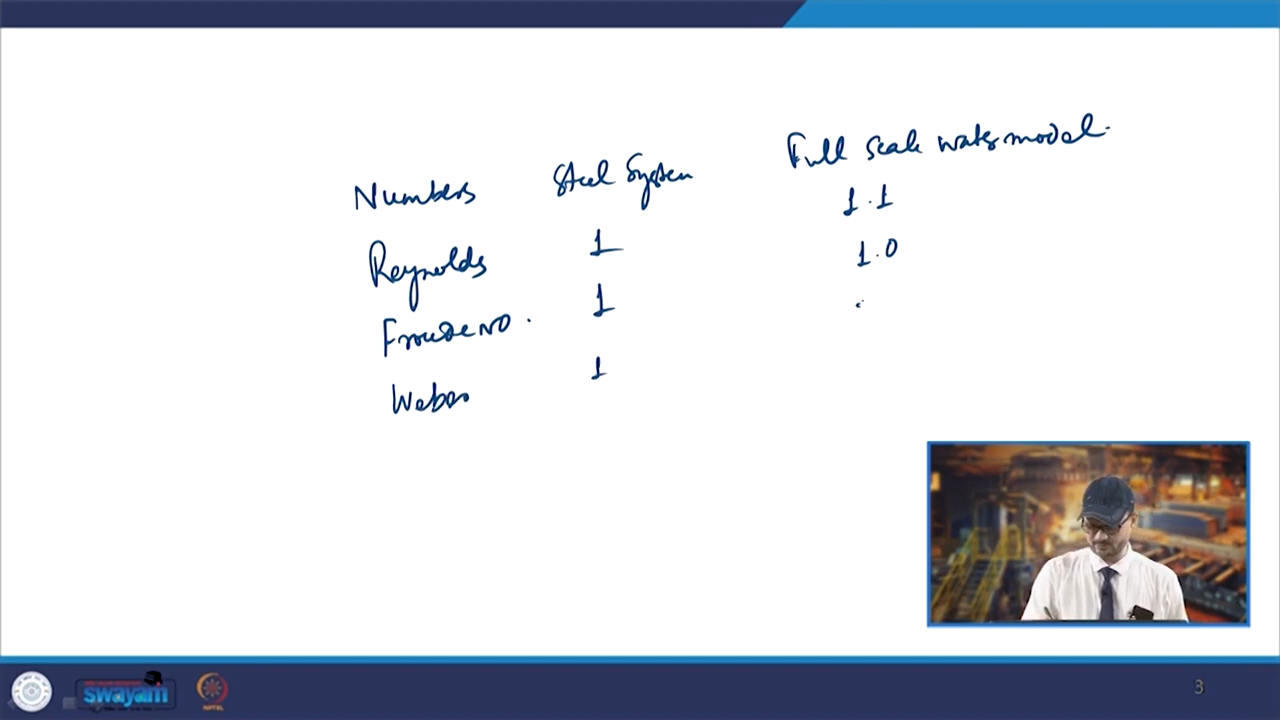 Numbers Steel System Full scale water model.
Reynolds 1 1.1
Froude NO. 1 1.0
Weber 1
3
swayam
NPTEL